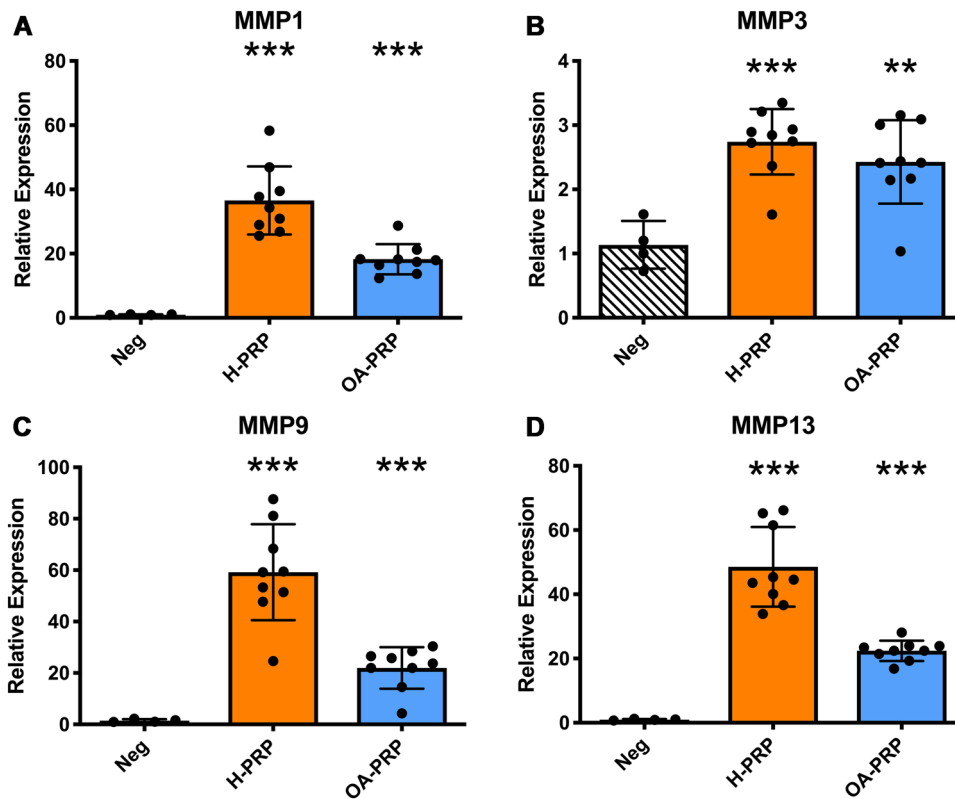 A
MMP1
***
***
Relative Expression
80
60
40
20
0
Neg
H-PRP
OA-PRP
B
MMP3
***
**
Relative Expression
4
3
2
1
0
Neg
H-PRP
OA-PRP
C
MMP9
***
***
Relative Expression
100
80
60
40
20
0
Neg
H-PRP
OA-PRP
D
MMP13
***
***
Relative Expression
80
60
40
20
0
Neg
H-PRP
OA-PRP